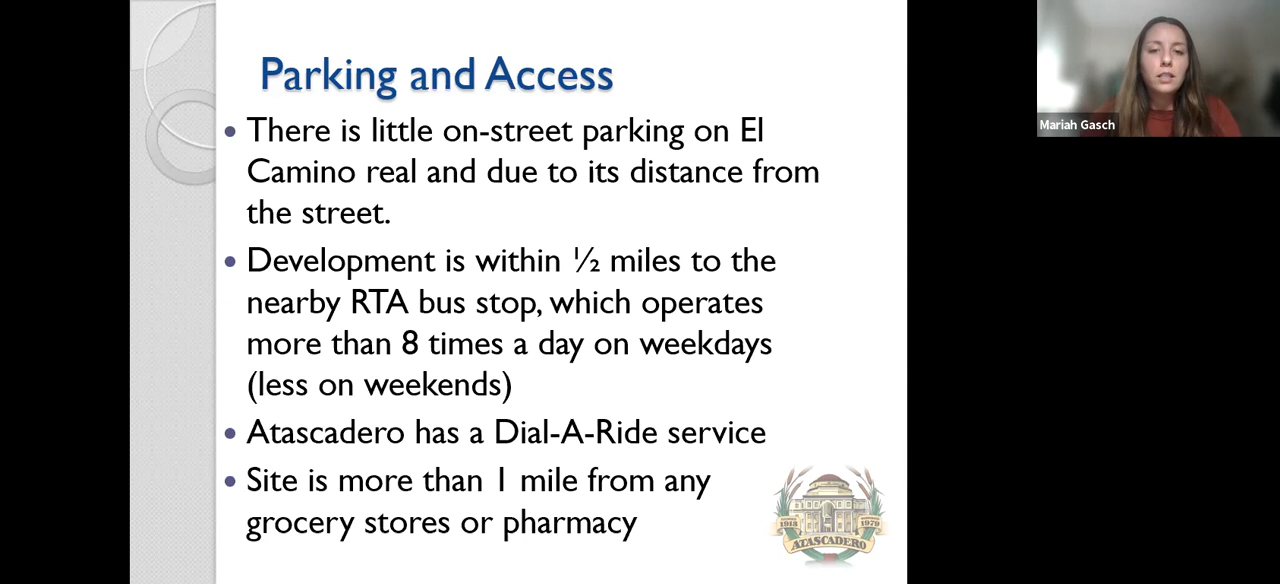 Parking and Access
• There is little on-street parking on El
Camino real and due to its distance from
the street.
• Development is within ½ miles to the
nearby RTA bus stop, which operates
more than 8 times a day on weekdays
(less on weekends)
• Atascadero has a Dial-A-Ride service
• Site is more than 1 mile from any
grocery stores or pharmacy
1913
1979
ATASCADERO
Mariah Gasch